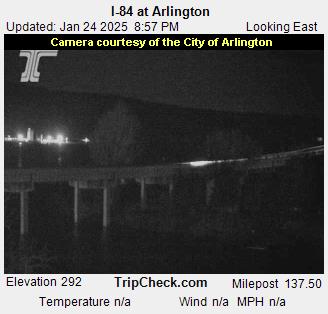 I-84 at Arlington
Updated: Jan 24 2025 8:57 PM Looking East
Camera courtesy of the City of Arlington
Elevation 292 TripCheck.com Milepost 137.50
Temperature n/a Wind n/a MPH n/a